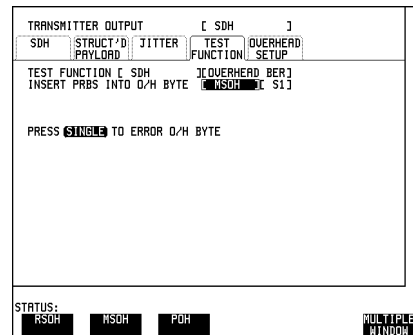 TRANSMITTER OUTPUT [ SDH ]
SDH STRUCT'D PAYLOAD JITTER TEST FUNCTION OVERHEAD SETUP
TEST FUNCTION [ SDH ][OVERHEAD BER]
INSERT PRBS INTO O/H BYTE [ MSOH ][ S1]
PRESS SINGLE TO ERROR O/H BYTE
STATUS:
RSOH MSOH POH MULTIPLE WINDOW